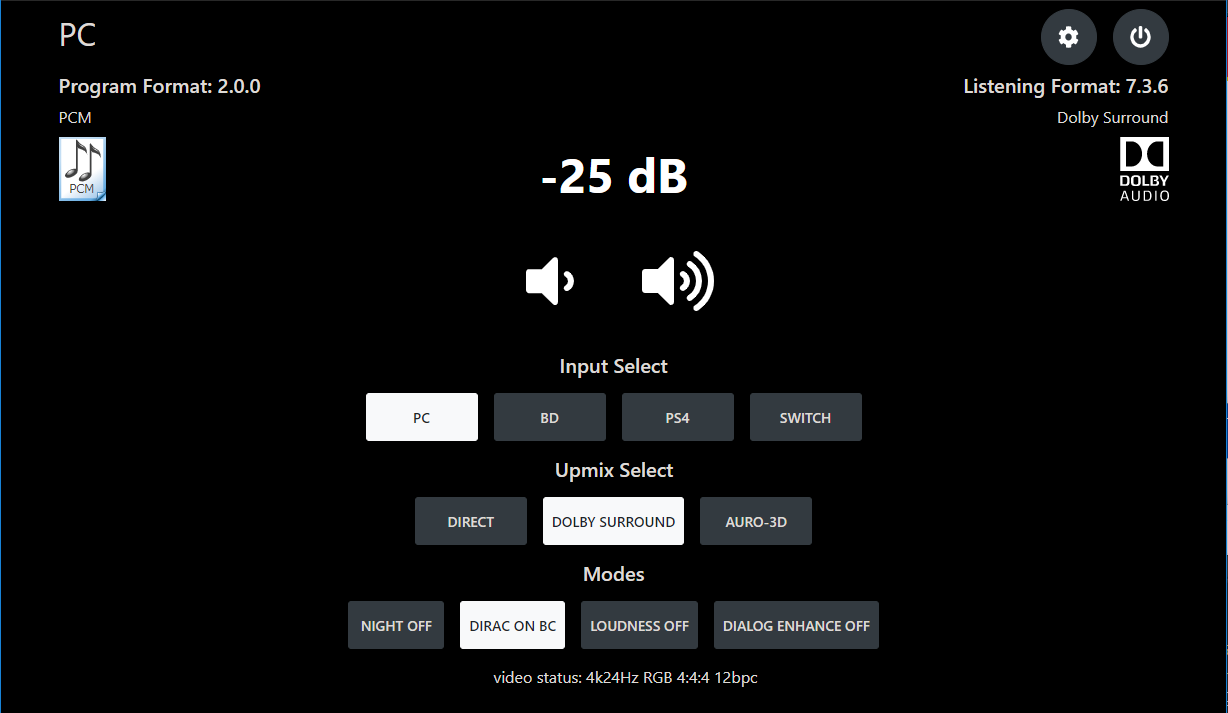 PC
Program Format: 2.0.0
Listening Format: 7.3.6
PCM
Dolby Surround
PCM
DOLBY
AUDIO
-25 dB
Input Select
PC BD PS4 SWITCH
Upmix Select
DIRECT DOLBY SURROUND AURO-3D
Modes
NIGHT OFF DIRAC ON BC LOUDNESS OFF DIALOG ENHANCE OFF
video status: 4k24Hz RGB 4:4:4 12bpc